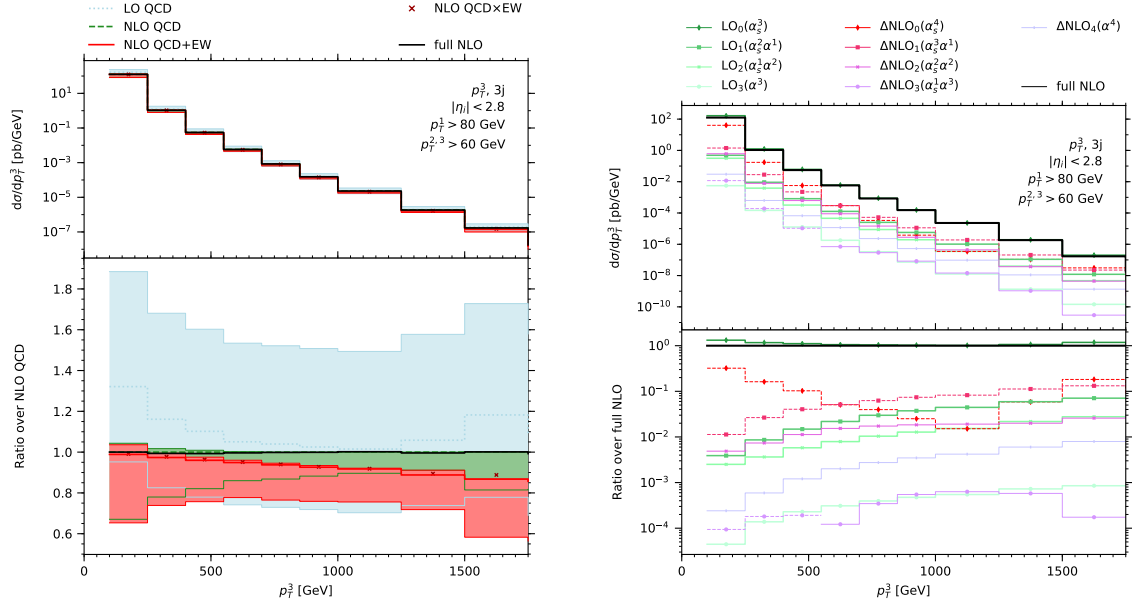 LO QCD
NLO QCD
NLO QCD+EW
NLO QCD×EW
full NLO
dσ/dp_T^3 [pb/GeV]
10^1
10^-1
10^-3
10^-5
10^-7
p_T^3, 3j
|η_i| < 2.8
p_T^1 > 80 GeV
p_T^{2,3} > 60 GeV
Ratio over NLO QCD
1.8
1.6
1.4
1.2
1.0
0.8
0.6
0 500 1000 1500
p_T^3 [GeV]
LO_0(α_s^3)
LO_1(α_s^2α^1)
LO_2(α_s^1α^2)
LO_3(α^3)
ΔNLO_0(α_s^4)
ΔNLO_1(α_s^3α^1)
ΔNLO_2(α_s^2α^2)
ΔNLO_3(α_s^1α^3)
ΔNLO_4(α^4)
full NLO
dσ/dp_T^3 [pb/GeV]
10^2
10^0
10^-2
10^-4
10^-6
10^-8
10^-10
p_T^3, 3j
|η_i| < 2.8
p_T^1 > 80 GeV
p_T^{2,3} > 60 GeV
Ratio over full NLO
10^0
10^-1
10^-2
10^-3
10^-4
0 500 1000 1500
p_T^3 [GeV]